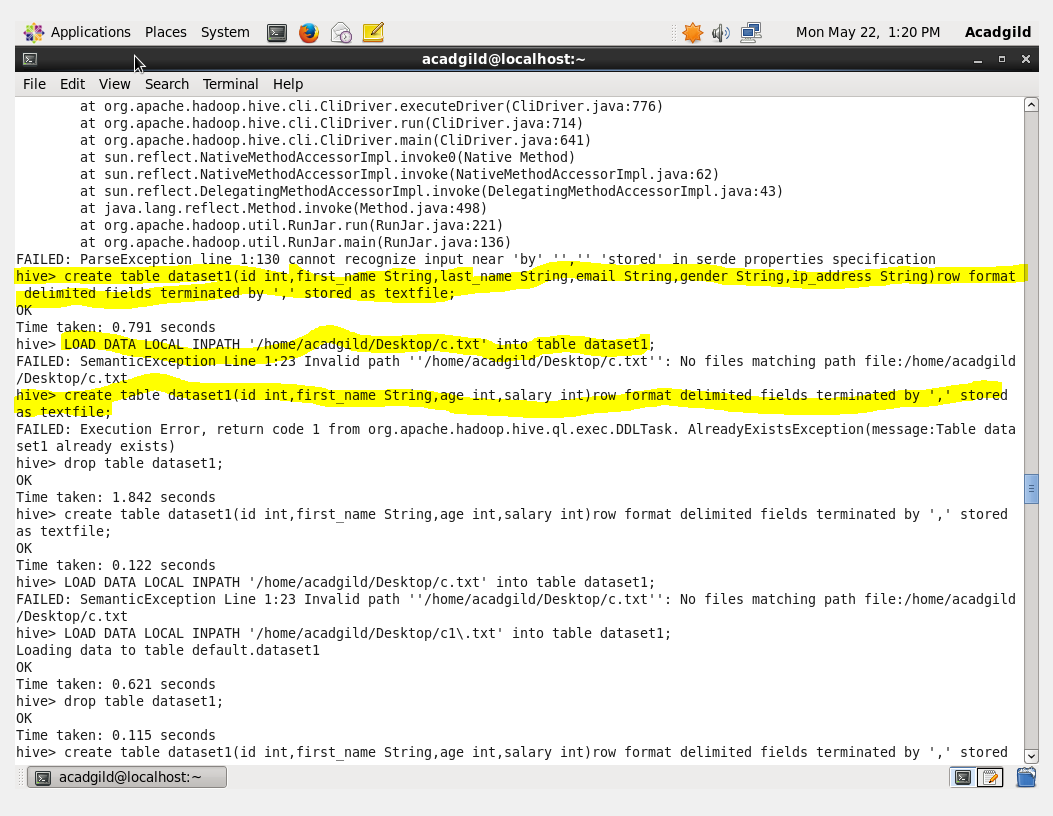 Applications Places System Mon May 22, 1:20 PM Acadgild
acadgild@localhost:~
File Edit View Search Terminal Help
at org.apache.hadoop.hive.cli.CliDriver.executeDriver(CliDriver.java:776)
at org.apache.hadoop.hive.cli.CliDriver.run(CliDriver.java:714)
at org.apache.hadoop.hive.cli.CliDriver.main(CliDriver.java:641)
at sun.reflect.NativeMethodAccessorImpl.invoke0(Native Method)
at sun.reflect.NativeMethodAccessorImpl.invoke(NativeMethodAccessorImpl.java:62)
at sun.reflect.DelegatingMethodAccessorImpl.invoke(DelegatingMethodAccessorImpl.java:43)
at java.lang.reflect.Method.invoke(Method.java:498)
at org.apache.hadoop.util.RunJar.run(RunJar.java:221)
at org.apache.hadoop.util.RunJar.main(RunJar.java:136)
FAILED: ParseException line 1:130 cannot recognize input near 'by' '','' 'stored' in serde properties specification
hive> create table dataset1(id int,first_name String,last_name String,email String,gender String,ip_address String)row format
delimited fields terminated by ',' stored as textfile;
OK
Time taken: 0.791 seconds
hive> LOAD DATA LOCAL INPATH '/home/acadgild/Desktop/c.txt' into table dataset1;
FAILED: SemanticException Line 1:23 Invalid path ''/home/acadgild/Desktop/c.txt'': No files matching path file:/home/acadgild
/Desktop/c.txt
hive> create table dataset1(id int,first_name String,age int,salary int)row format delimited fields terminated by ',' stored
as textfile;
FAILED: Execution Error, return code 1 from org.apache.hadoop.hive.ql.exec.DDLTask. AlreadyExistsException(message:Table data
set1 already exists)
hive> drop table dataset1;
OK
Time taken: 1.842 seconds
hive> create table dataset1(id int,first_name String,age int,salary int)row format delimited fields terminated by ',' stored
as textfile;
OK
Time taken: 0.122 seconds
hive> LOAD DATA LOCAL INPATH '/home/acadgild/Desktop/c.txt' into table dataset1;
FAILED: SemanticException Line 1:23 Invalid path ''/home/acadgild/Desktop/c.txt'': No files matching path file:/home/acadgild
/Desktop/c.txt
hive> LOAD DATA LOCAL INPATH '/home/acadgild/Desktop/c1\.txt' into table dataset1;
Loading data to table default.dataset1
OK
Time taken: 0.621 seconds
hive> drop table dataset1;
OK
Time taken: 0.115 seconds
hive> create table dataset1(id int,first_name String,age int,salary int)row format delimited fields terminated by ',' stored
acadgild@localhost:~